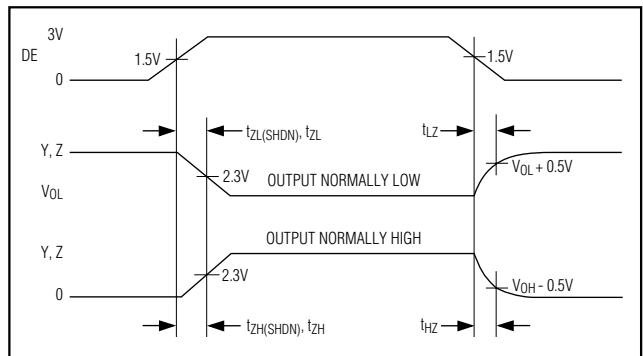 3V
DE
1.5V
1.5V
0
tZL(SHDN), tZL
tLZ
Y, Z
VOL + 0.5V
2.3V
OUTPUT NORMALLY LOW
VOL
OUTPUT NORMALLY HIGH
Y, Z
2.3V
VOH - 0.5V
0
tZH(SHDN), tZH
tHZ